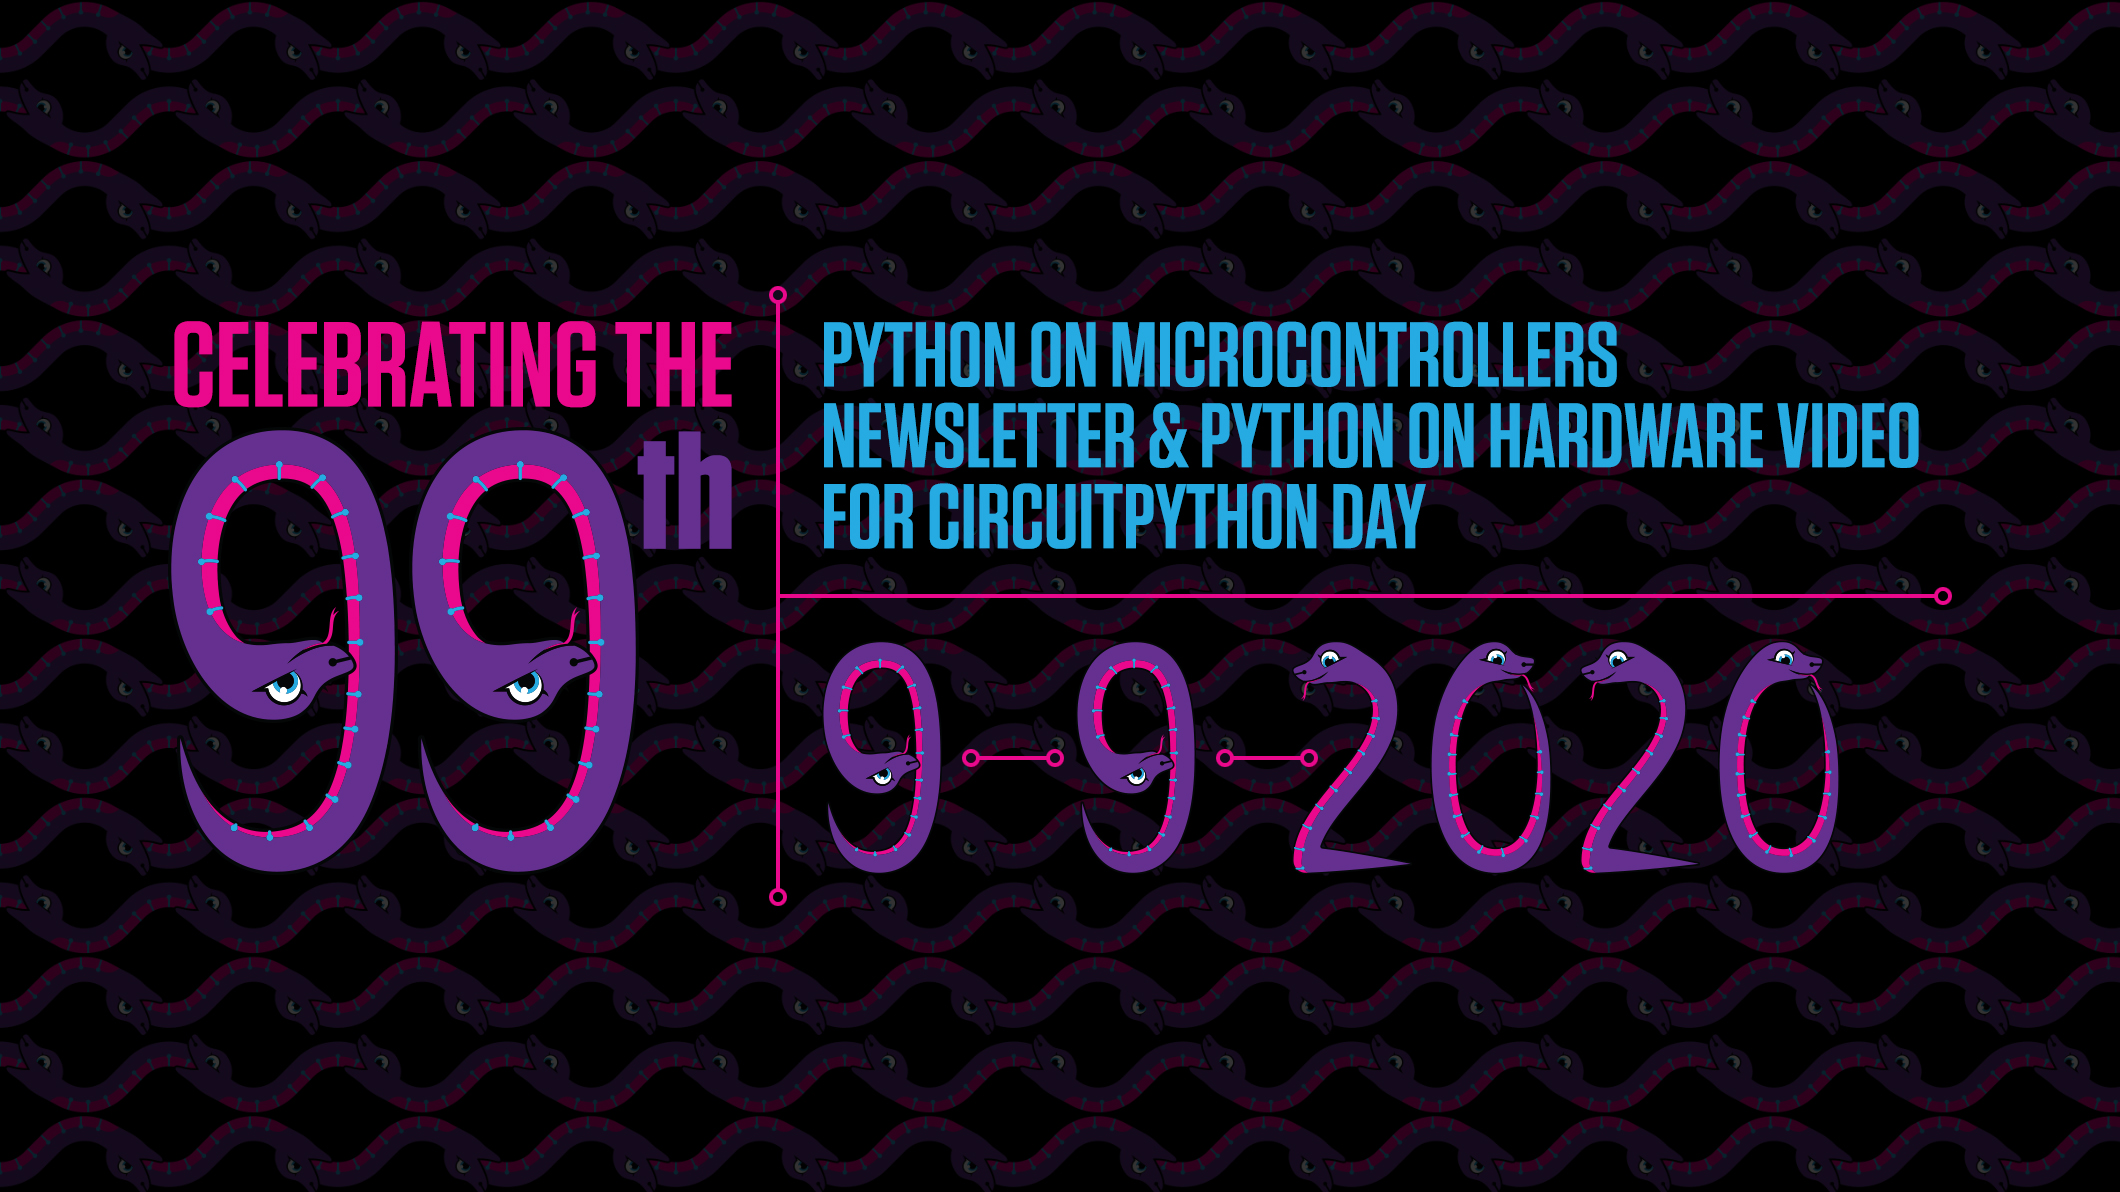 CELEBRATING THE
99th
PYTHON ON MICROCONTROLLERS
NEWSLETTER & PYTHON ON HARDWARE VIDEO
FOR CIRCUITPYTHON DAY
9-9-2020